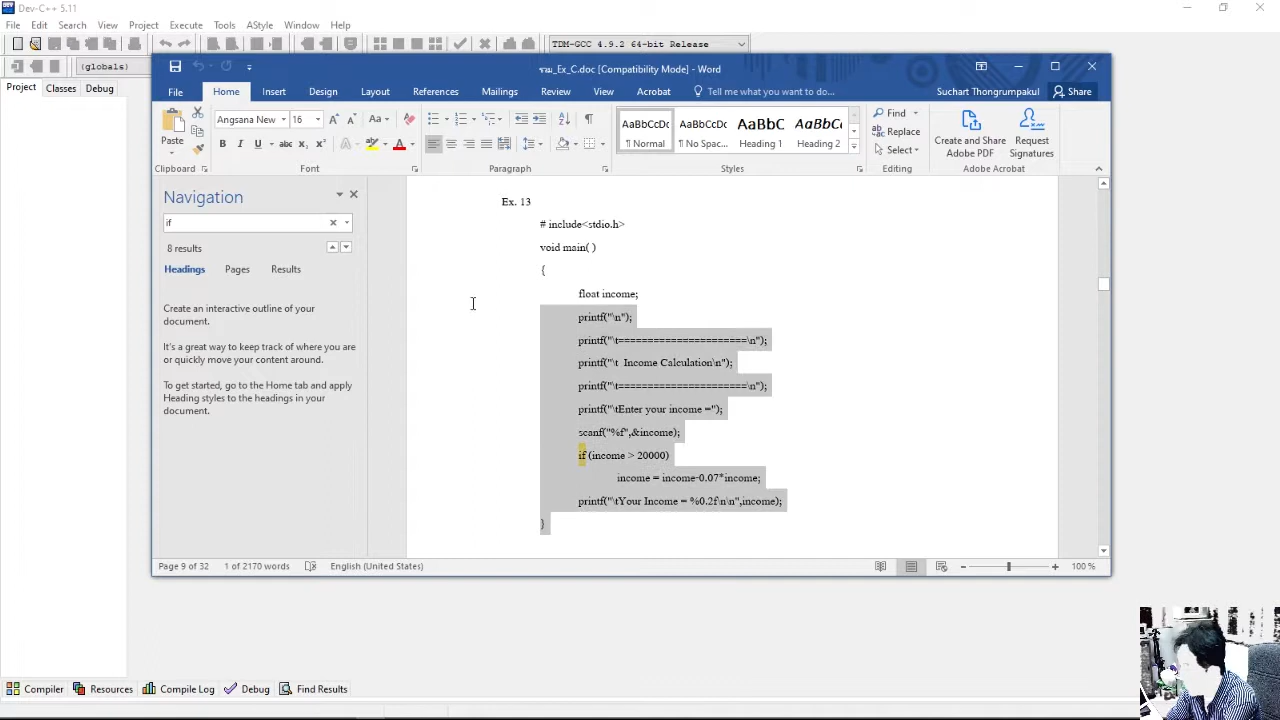 Dev-C++ 5.11
File Edit Search View Project Execute Tools AStyle Window Help
TDM-GCC 4.9.2 64-bit Release
(globals)
Project Classes Debug
รวม_Ex_C.doc [Compatibility Mode] - Word
File Home Insert Design Layout References Mailings Review View Acrobat Tell me what you want to do... Suchart Thongrumpakul Share
Paste
Angsana New 16
AaBbCcDc AaBbCcDc AaBbC AaBbCc
¶ Normal ¶ No Spac... Heading 1 Heading 2
Find
Replace
Select
Create and Share Adobe PDF
Request Signatures
Clipboard Font Paragraph Styles Editing Adobe Acrobat
Navigation
if
8 results
Headings Pages Results
Create an interactive outline of your
document.
It's a great way to keep track of where you are
or quickly move your content around.
To get started, go to the Home tab and apply
Heading styles to the headings in your
document.
Ex. 13
# include<stdio.h>
void main( )
{
float income;
printf("\n");
printf("\t=====================\n");
printf("\t  Income Calculation\n");
printf("\t=====================\n");
printf("\tEnter your income =");
scanf("%f",&income);
if (income > 20000)
income = income-0.07*income;
printf("\tYour Income = %0.2f\n\n",income);
}
Page 9 of 32 1 of 2170 words English (United States) 100 %
Compiler Resources Compile Log Debug Find Results